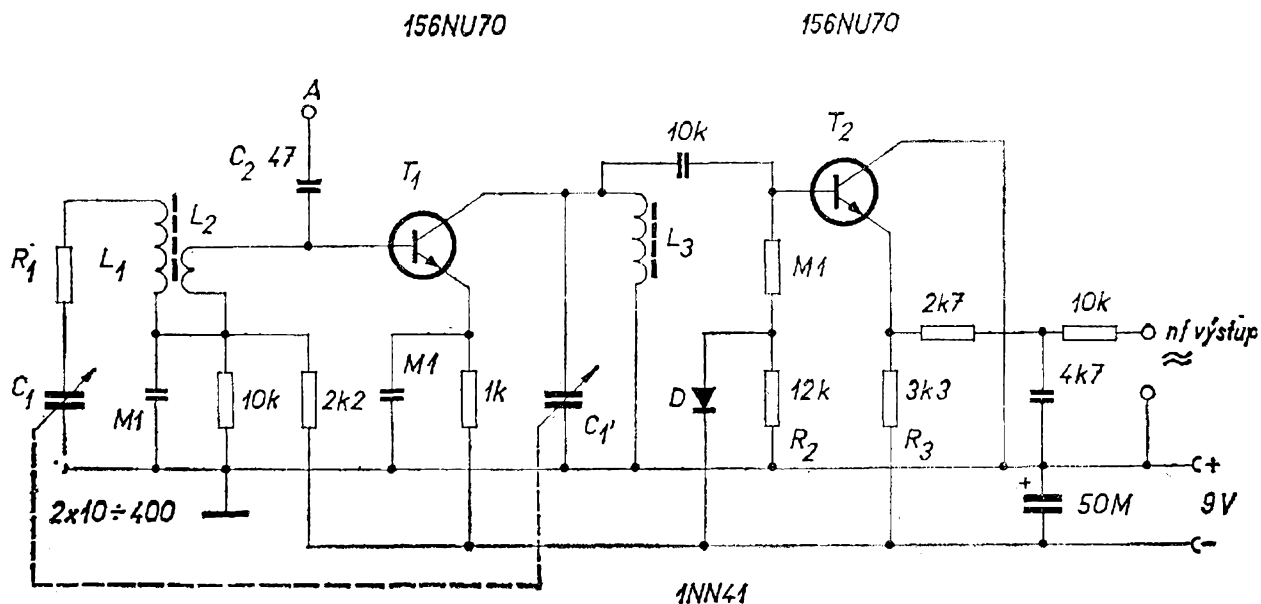 156NU70
156NU70
A
C2 47
T1
10k
T2
R1
L1
L2
L3
M1
2k7
10k
nf výstup
C1
M1
10k
2k2
M1
1k
C1'
D
12k
R2
3k3
R3
4k7
2x10÷400
+
50M
+
9V
-
1NN41